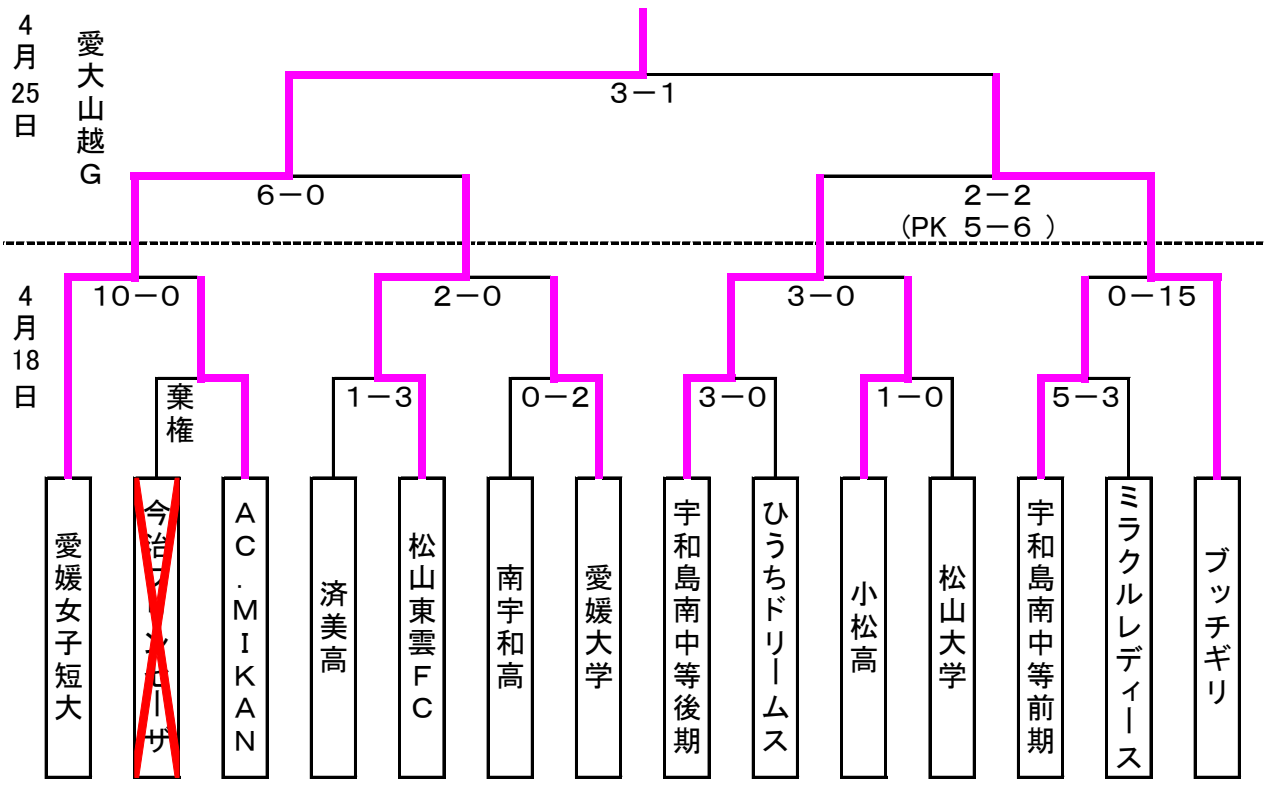 4月25日
愛大山越G
3－1
6－0
2－2
（PK 5－6 ）
4月18日
10－0
2－0
3－0
0－15
棄権
1－3
0－2
3－0
1－0
5－3
愛媛女子短大
AC.MIKAN
済美高
松山東雲FC
南宇和高
愛媛大学
宇和島南中等後期
ひうちドリームス
小松高
松山大学
宇和島南中等前期
ミラクルレディース
ブッチギリ